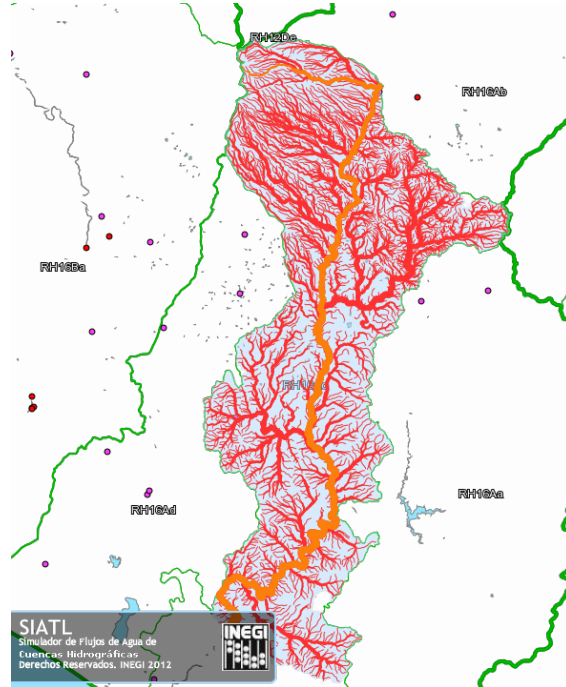 RH12De
RH16Ab
RH16Ba
RH16Aa
RH16Ad
SIATL
Simulador de Flujos de Agua de
Cuencas Hidrográficas
Derechos Reservados. INEGI 2012
INEGI